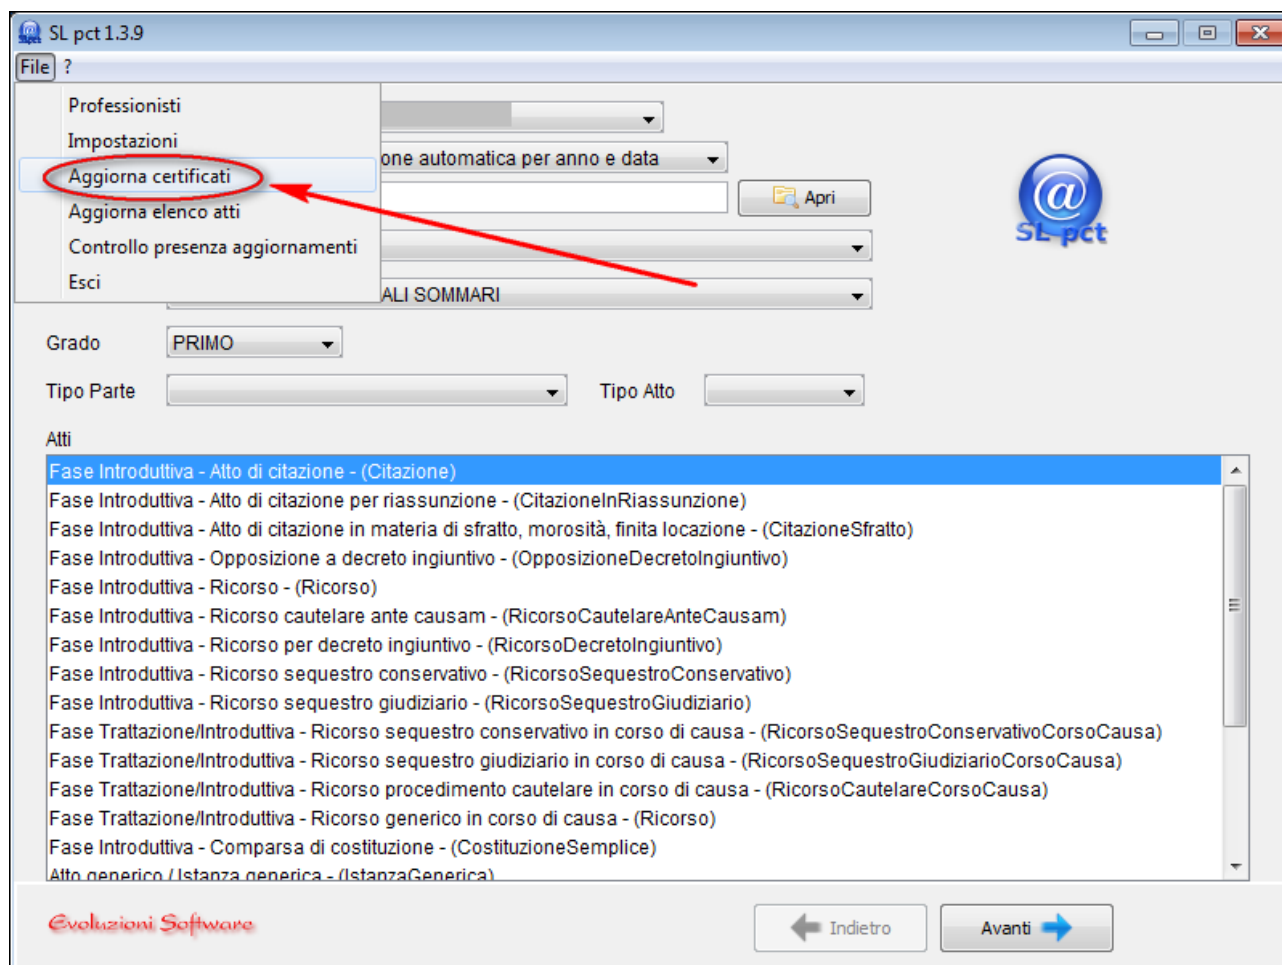 SL pct 1.3.9
File ?
Professionisti
Impostazioni
one automatica per anno e data
Aggiorna certificati
Apri
Aggiorna elenco atti
SL pct
Controllo presenza aggiornamenti
Esci
ALI SOMMARI
Grado PRIMO
Tipo Parte Tipo Atto
Atti
Fase Introduttiva - Atto di citazione - (Citazione)
Fase Introduttiva - Atto di citazione per riassunzione - (CitazioneInRiassunzione)
Fase Introduttiva - Atto di citazione in materia di sfratto, morosità, finita locazione - (CitazioneSfratto)
Fase Introduttiva - Opposizione a decreto ingiuntivo - (OpposizioneDecretoIngiuntivo)
Fase Introduttiva - Ricorso - (Ricorso)
Fase Introduttiva - Ricorso cautelare ante causam - (RicorsoCautelareAnteCausam)
Fase Introduttiva - Ricorso per decreto ingiuntivo - (RicorsoDecretoIngiuntivo)
Fase Introduttiva - Ricorso sequestro conservativo - (RicorsoSequestroConservativo)
Fase Introduttiva - Ricorso sequestro giudiziario - (RicorsoSequestroGiudiziario)
Fase Trattazione/Introduttiva - Ricorso sequestro conservativo in corso di causa - (RicorsoSequestroConservativoCorsoCausa)
Fase Trattazione/Introduttiva - Ricorso sequestro giudiziario in corso di causa - (RicorsoSequestroGiudiziarioCorsoCausa)
Fase Trattazione/Introduttiva - Ricorso procedimento cautelare in corso di causa - (RicorsoCautelareCorsoCausa)
Fase Trattazione/Introduttiva - Ricorso generico in corso di causa - (Ricorso)
Fase Introduttiva - Comparsa di costituzione - (CostituzioneSemplice)
Atto generico / Istanza generica - (IstanzaGenerica)
Evoluzioni Software
Indietro
Avanti